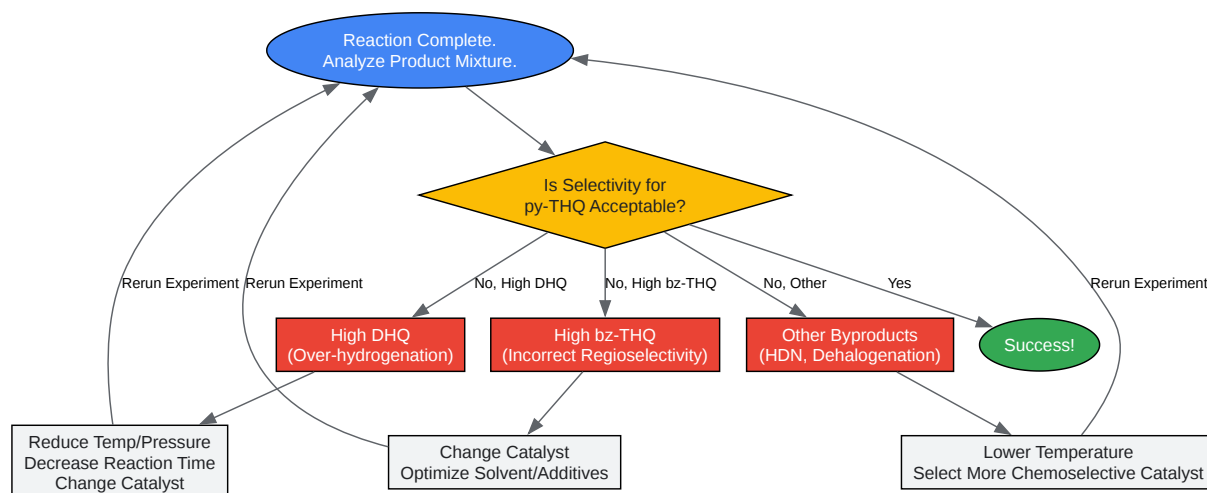 Reaction Complete.
Analyze Product Mixture.
Is Selectivity for
py-THQ Acceptable?
Rerun Experiment
Rerun Experiment
No, High DHQ
No, High bz-THQ
No, Other
Yes
Rerun Experiment
High DHQ
(Over-hydrogenation)
High bz-THQ
(Incorrect Regioselectivity)
Other Byproducts
(HDN, Dehalogenation)
Success!
Reduce Temp/Pressure
Decrease Reaction Time
Change Catalyst
Change Catalyst
Optimize Solvent/Additives
Lower Temperature
Select More Chemoselective Catalyst